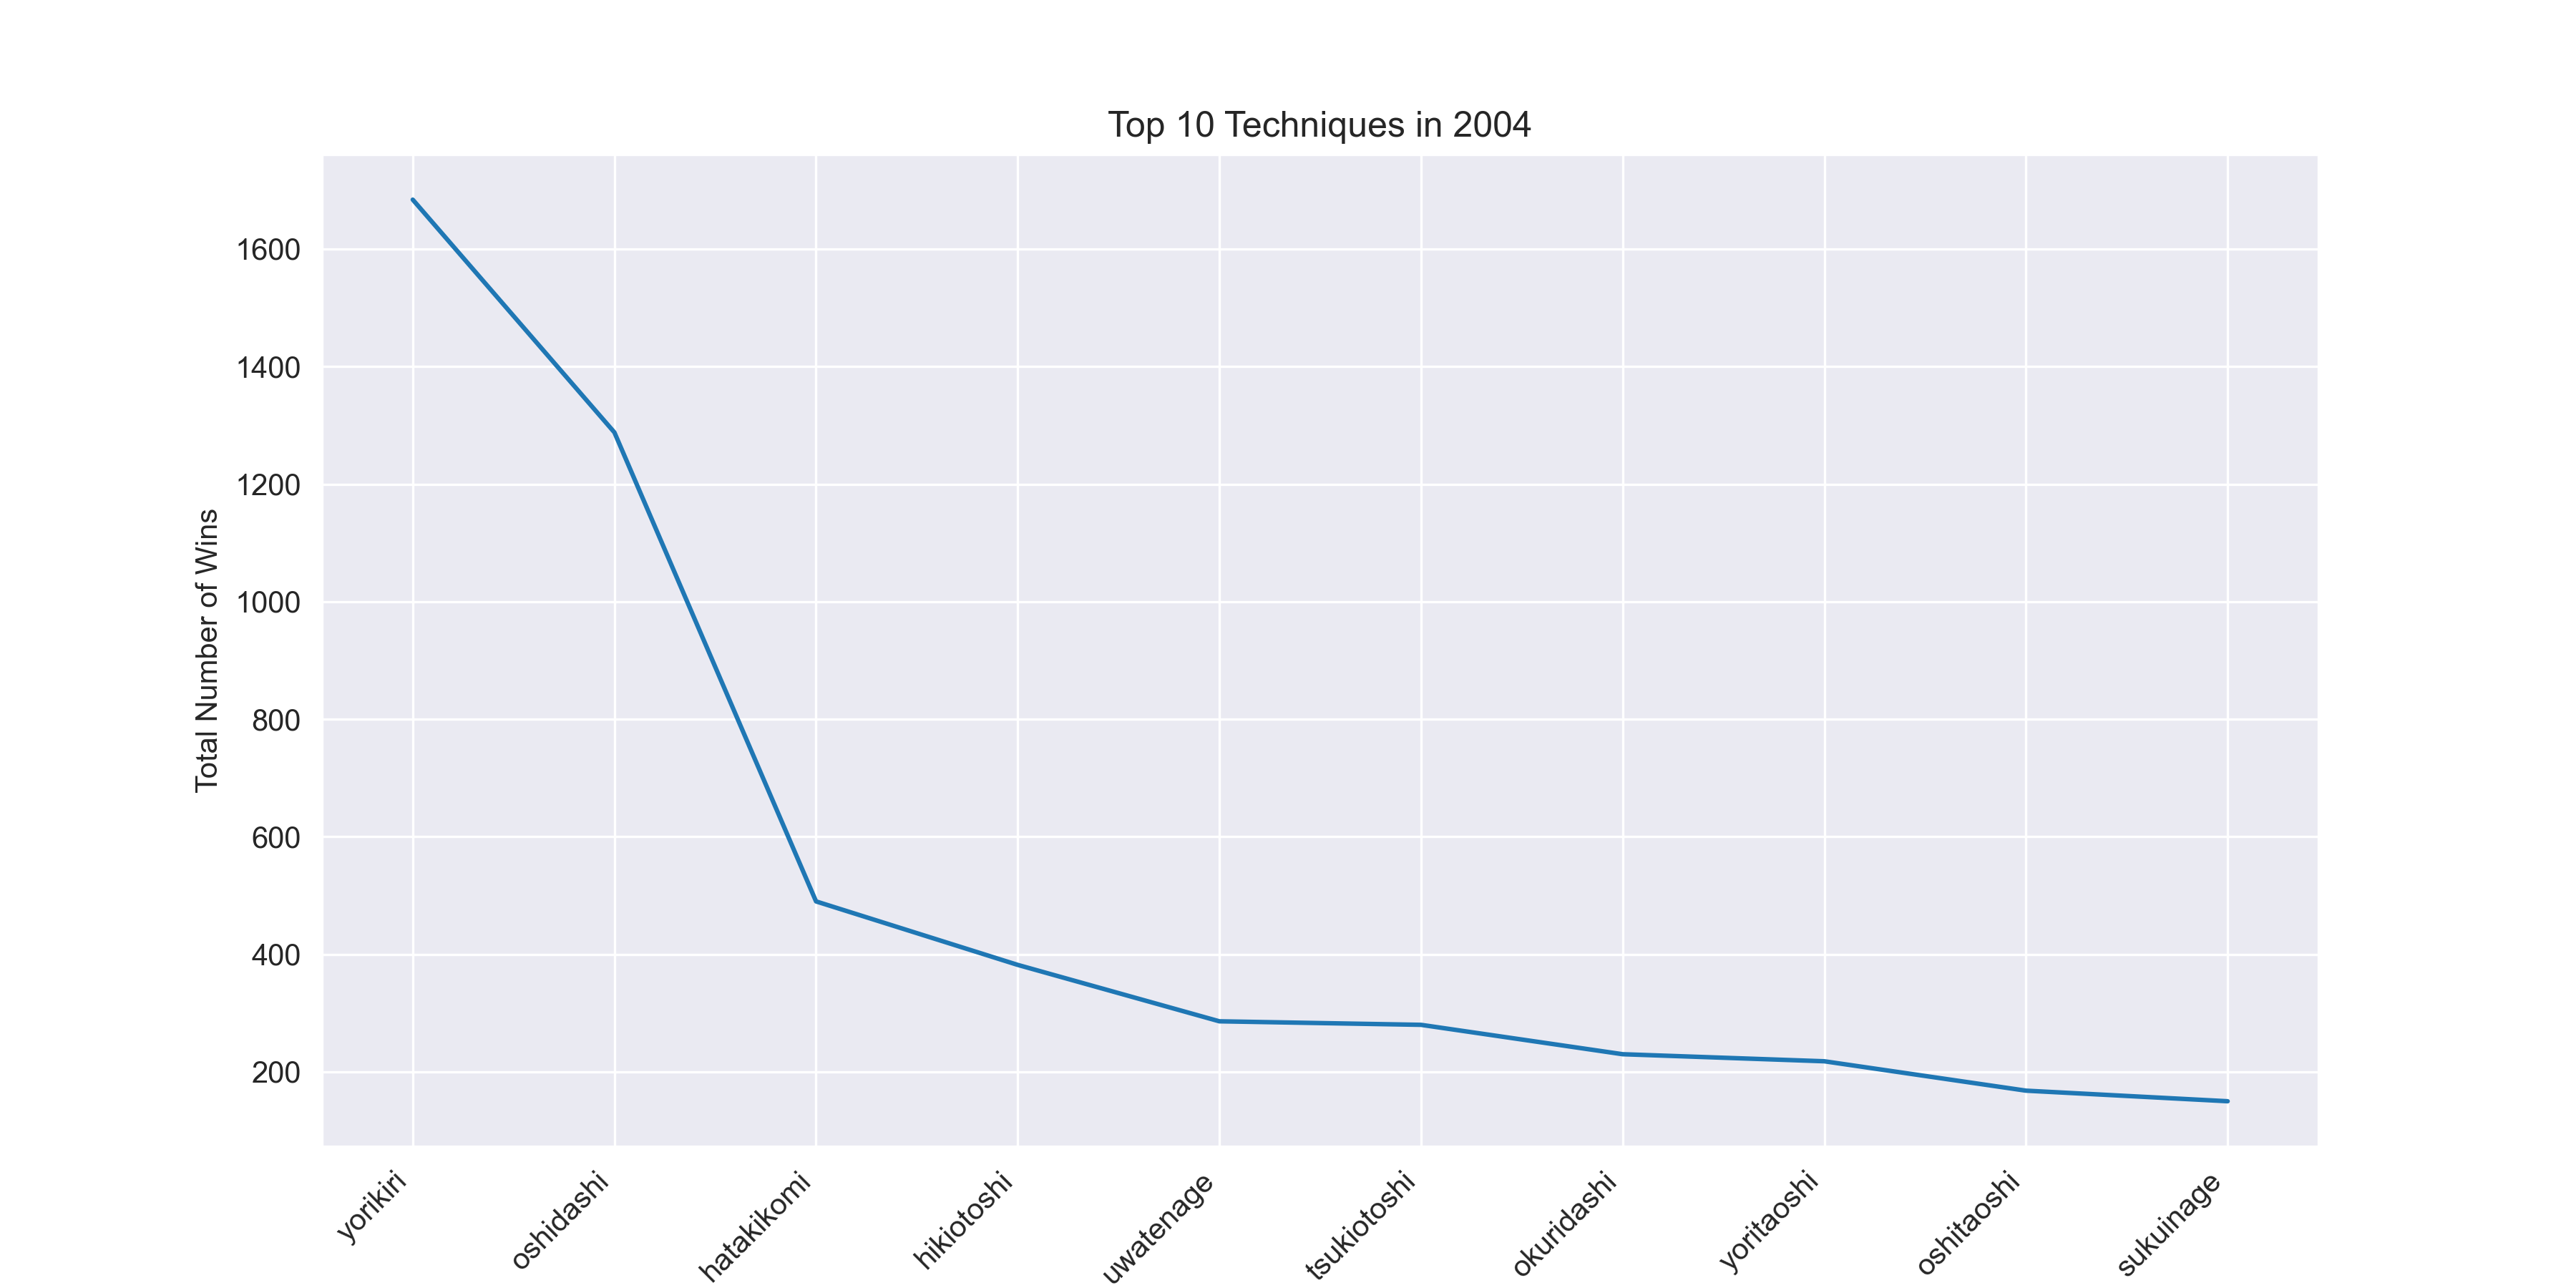 Top 10 Techniques in 2004
Total Number of Wins
1600
1400
1200
1000
800
600
400
200
yorikiri
oshidashi
hatakikomi
hikiotoshi
uwatenage
tsukiotoshi
okuridashi
yoritaoshi
oshitaoshi
sukuinage